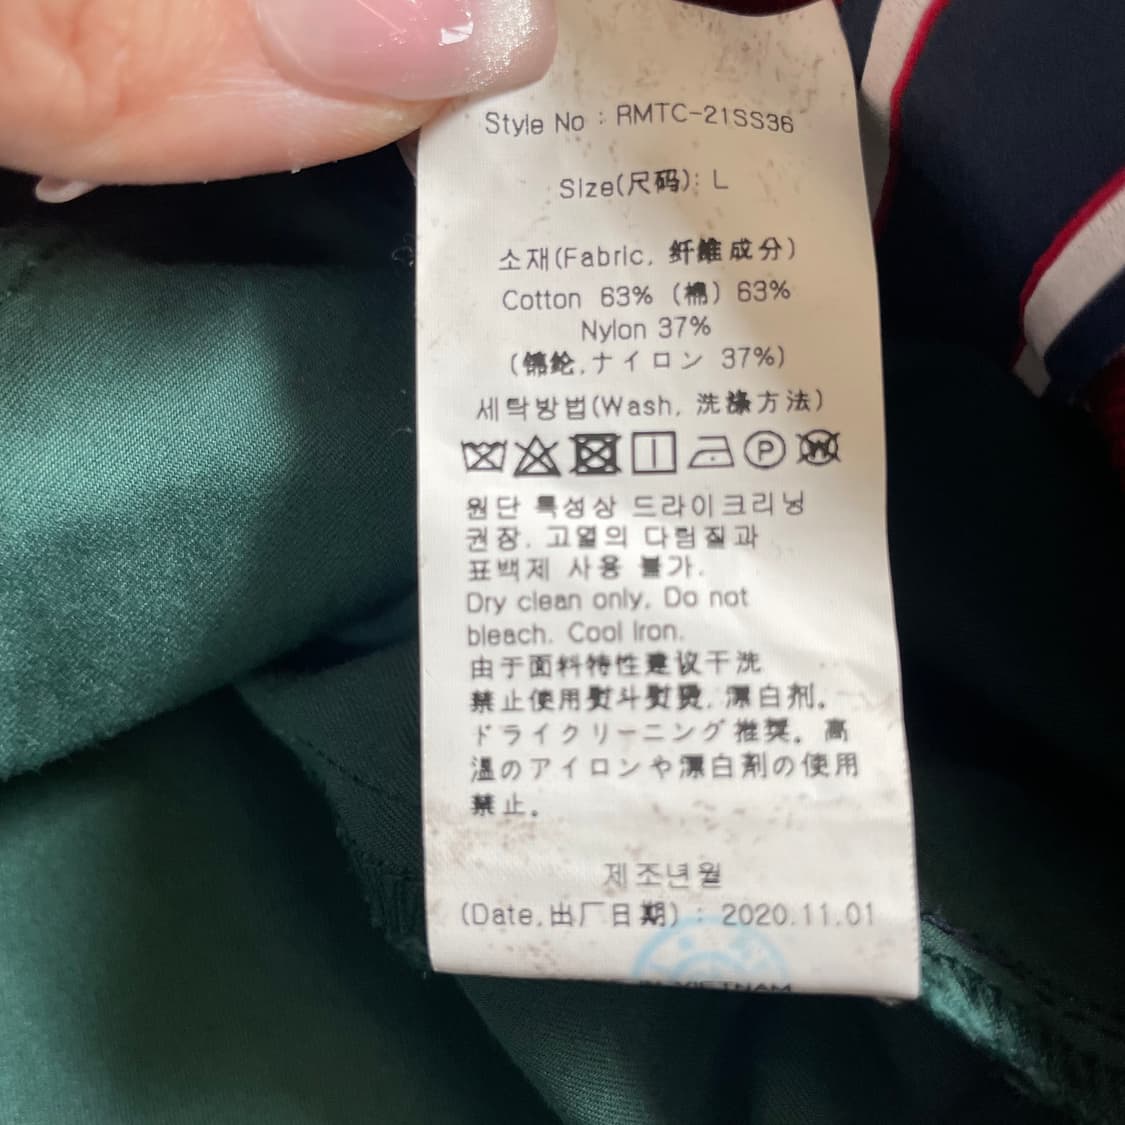 Style No : RMTC-21SS36
Size(尺码): L
소재(Fabric, 纤维成分)
Cotton 63% (棉) 63%
Nylon 37%
(锦纶,ナイロン 37%)
세탁방법(Wash, 洗涤方法)
P W
원단 특성상 드라이크리닝
권장. 고열의 다림질과
표백제 사용 불가.
Dry clean only. Do not
bleach. Cool Iron.
由于面料特性建议干洗
禁止使用熨斗熨烫, 漂白剂。
ドライクリーニング推奨。高
温のアイロンや漂白剤の使用
禁止。
제조년월
(Date,出厂日期) : 2020.11.01
VIETNAM